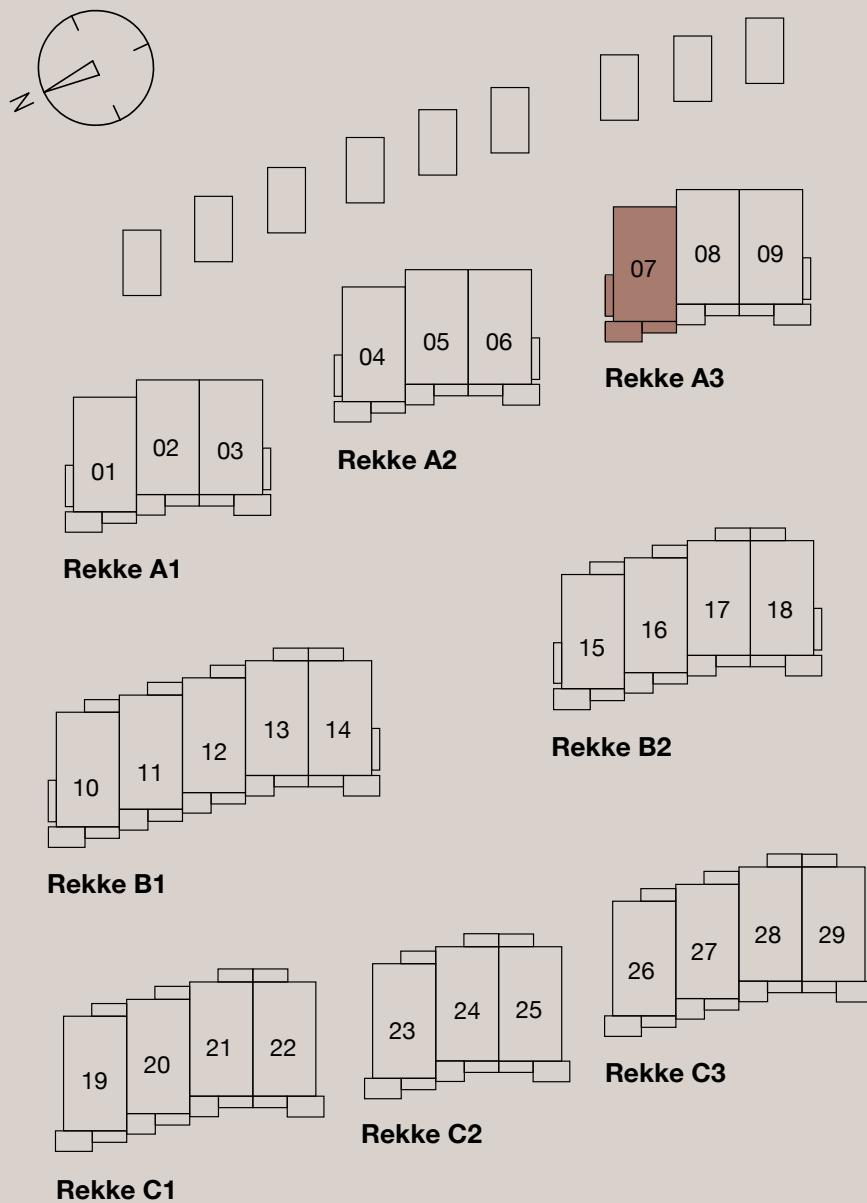 N
07 08 09
Rekke A3
04 05 06
Rekke A2
01 02 03
Rekke A1
15 16 17 18
Rekke B2
10 11 12 13 14
Rekke B1
26 27 28 29
Rekke C3
23 24 25
Rekke C2
19 20 21 22
Rekke C1